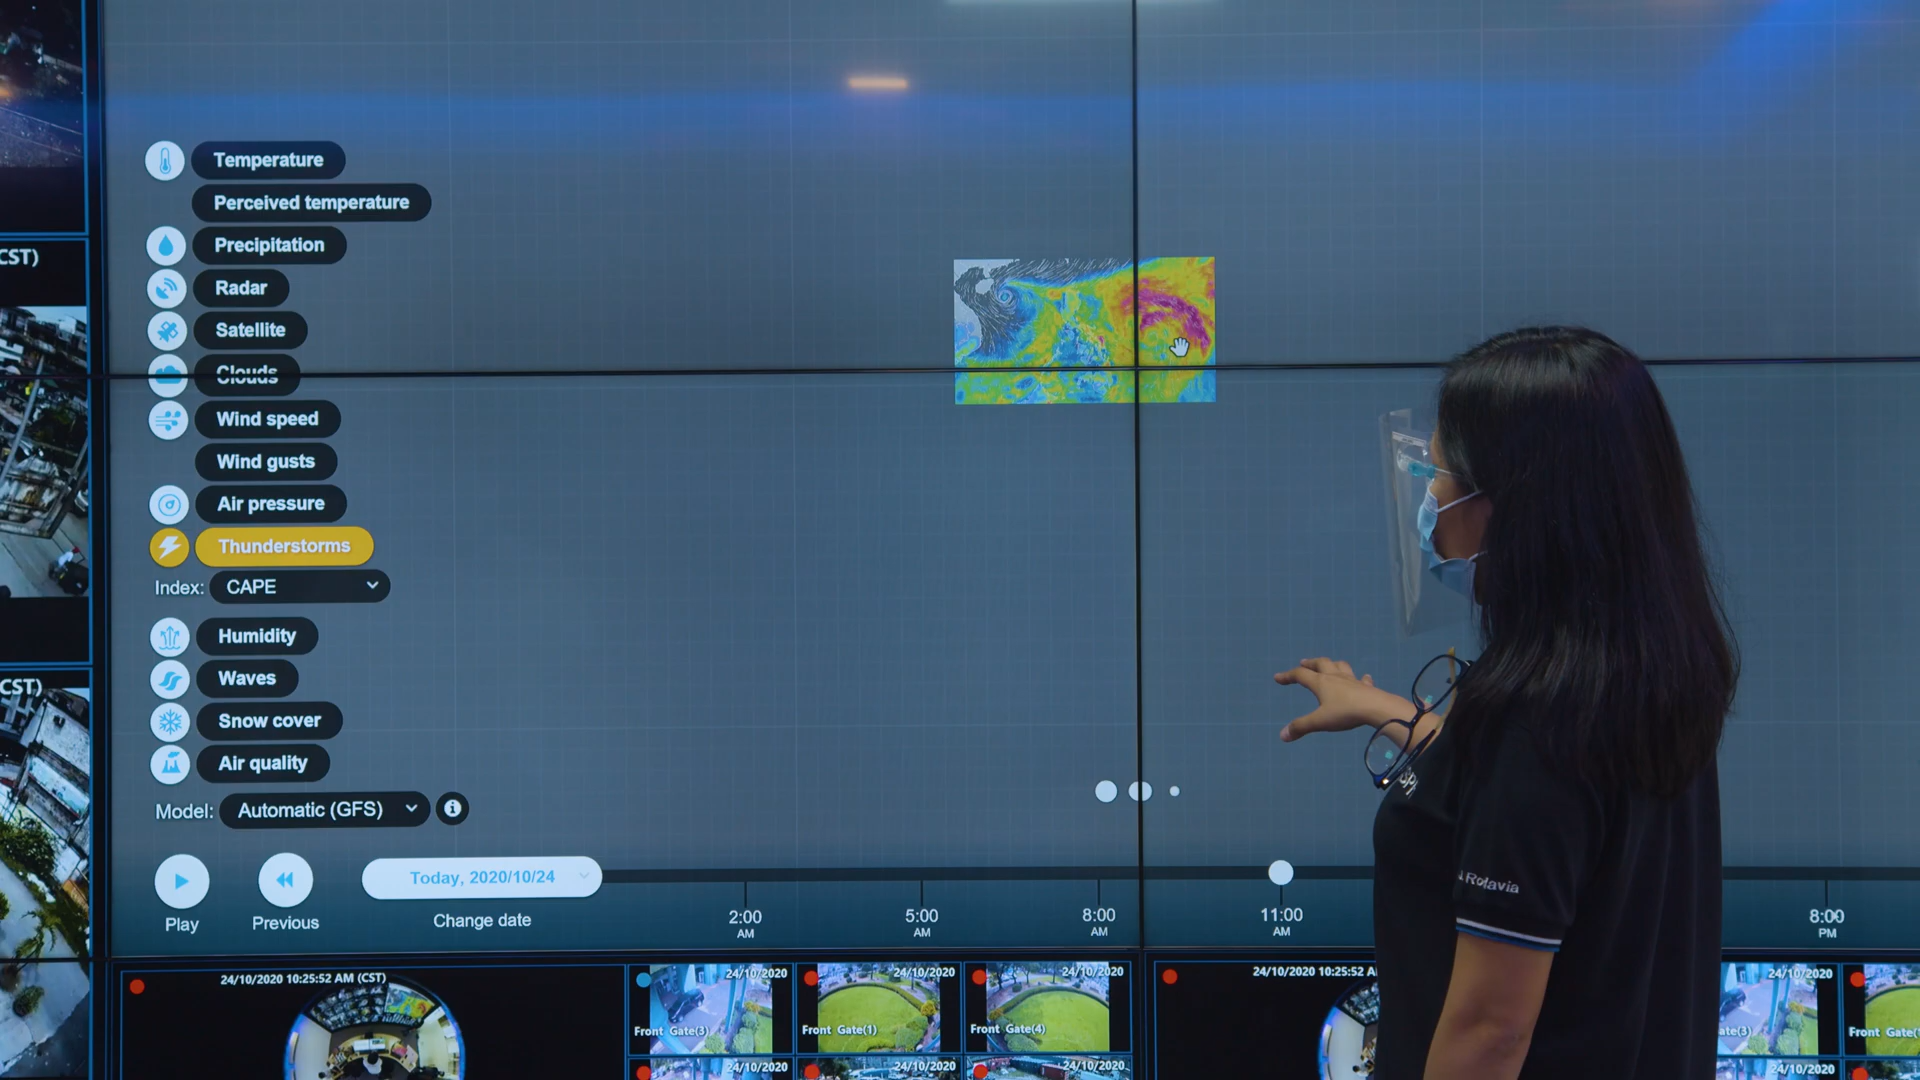 CST)
CST)
Temperature
Perceived temperature
Precipitation
Radar
Satellite
Clouds
Wind speed
Wind gusts
Air pressure
Thunderstorms
Index: CAPE
Humidity
Waves
Snow cover
Air quality
Model: Automatic (GFS)
Play
Previous
Today, 2020/10/24
Change date
2:00
AM
5:00
AM
8:00
AM
11:00
AM
8:00
PM
Rotavia
24/10/2020 10:25:52 AM (CST)
24/10/2020
Front Gate(3)
24/10/2020
Front Gate(1)
24/10/2020
Front Gate(4)
24/10/2020 10:25:52 A
24/10/2020
ate(3)
Front Gate(
24/10/2020
24/10/2020
24/10/2020
24/10/2020